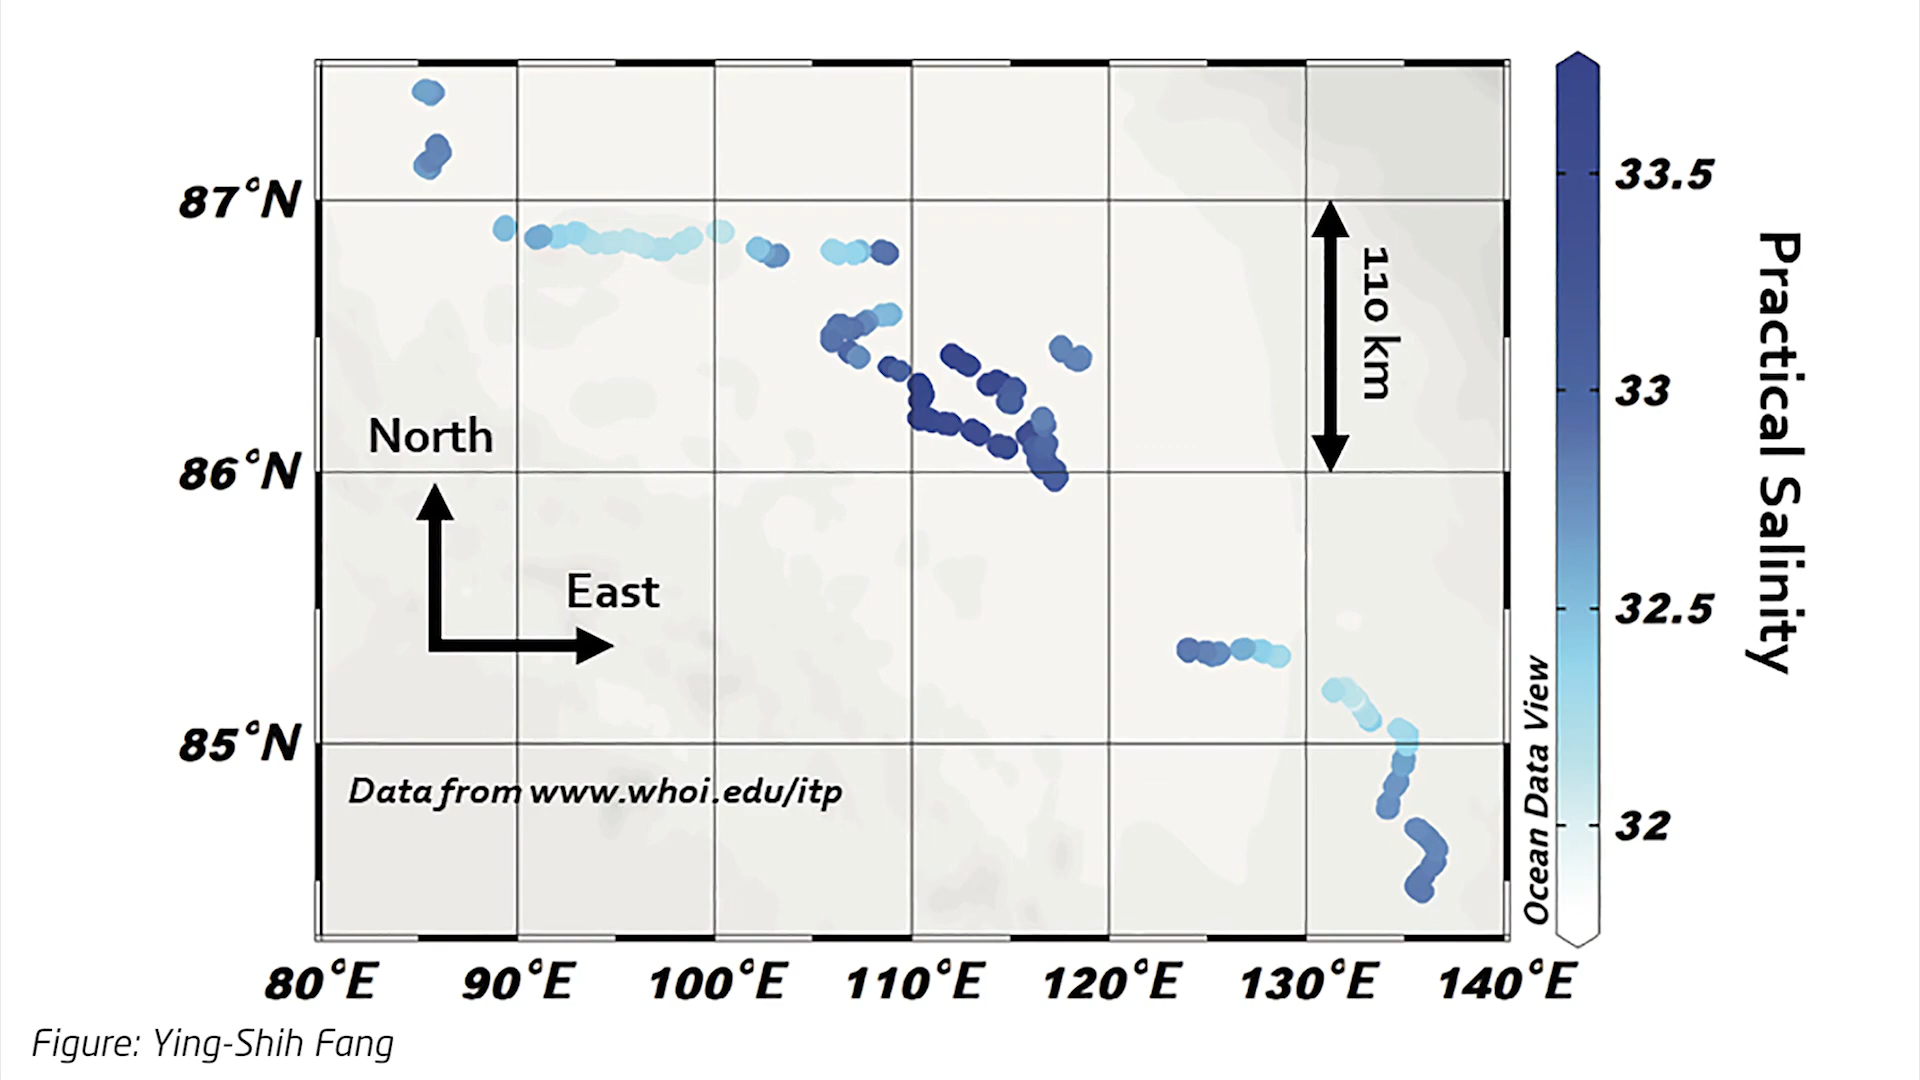 87°N
86°N
85°N
North
East
110 km
Data from www.whoi.edu/itp
80°E 90°E 100°E 110°E 120°E 130°E 140°E
Ocean Data View
33.5
33
32.5
32
Practical Salinity
Figure: Ying-Shih Fang